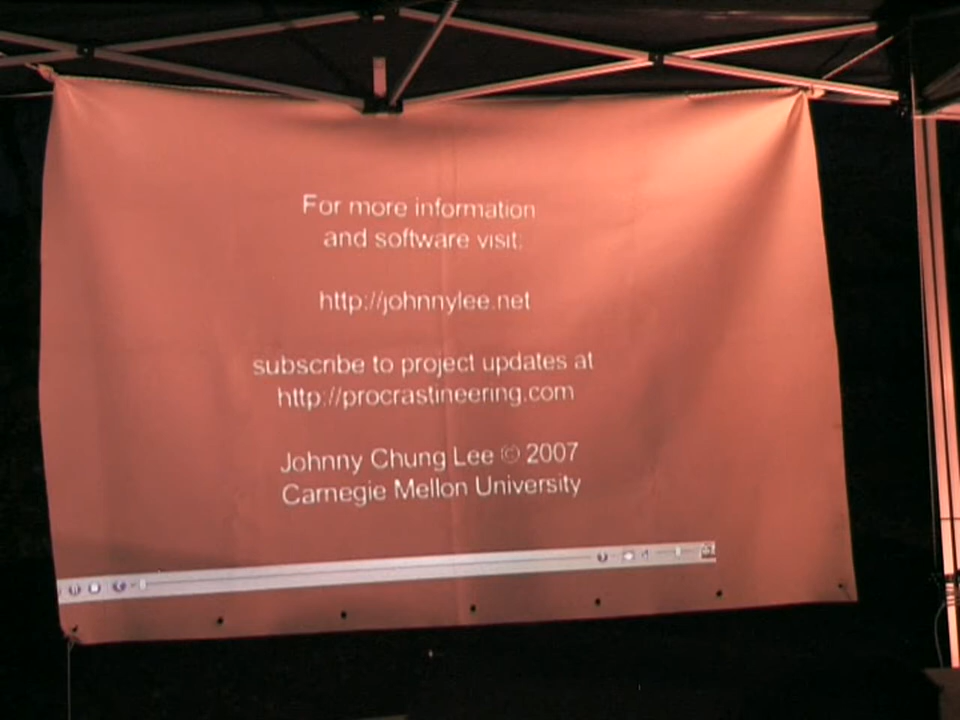 For more information
and software visit:
http://johnnylee.net
subscribe to project updates at
http://procrastineering.com
Johnny Chung Lee © 2007
Carnegie Mellon University